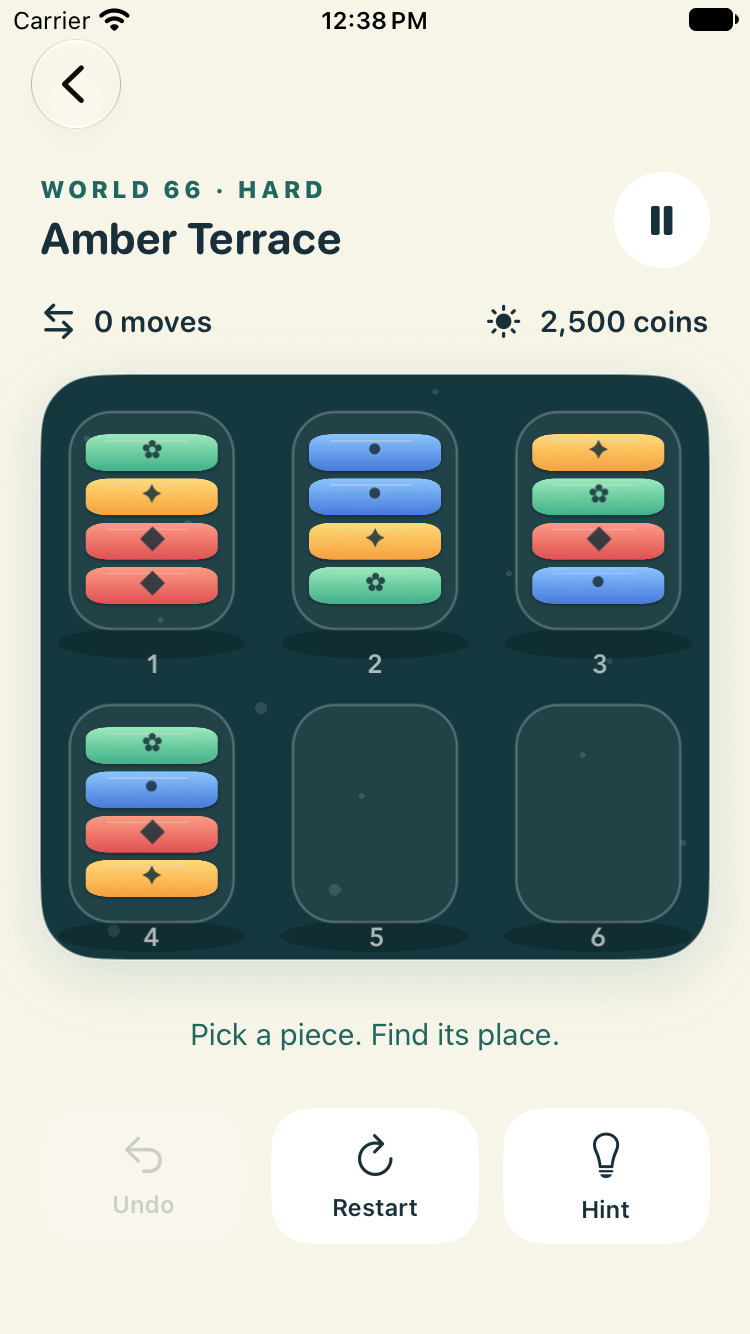 Carrier 12:38 PM
WORLD 66 · HARD
Amber Terrace
0 moves 2,500 coins
1 2 3
4 5 6
Pick a piece. Find its place.
Undo Restart Hint